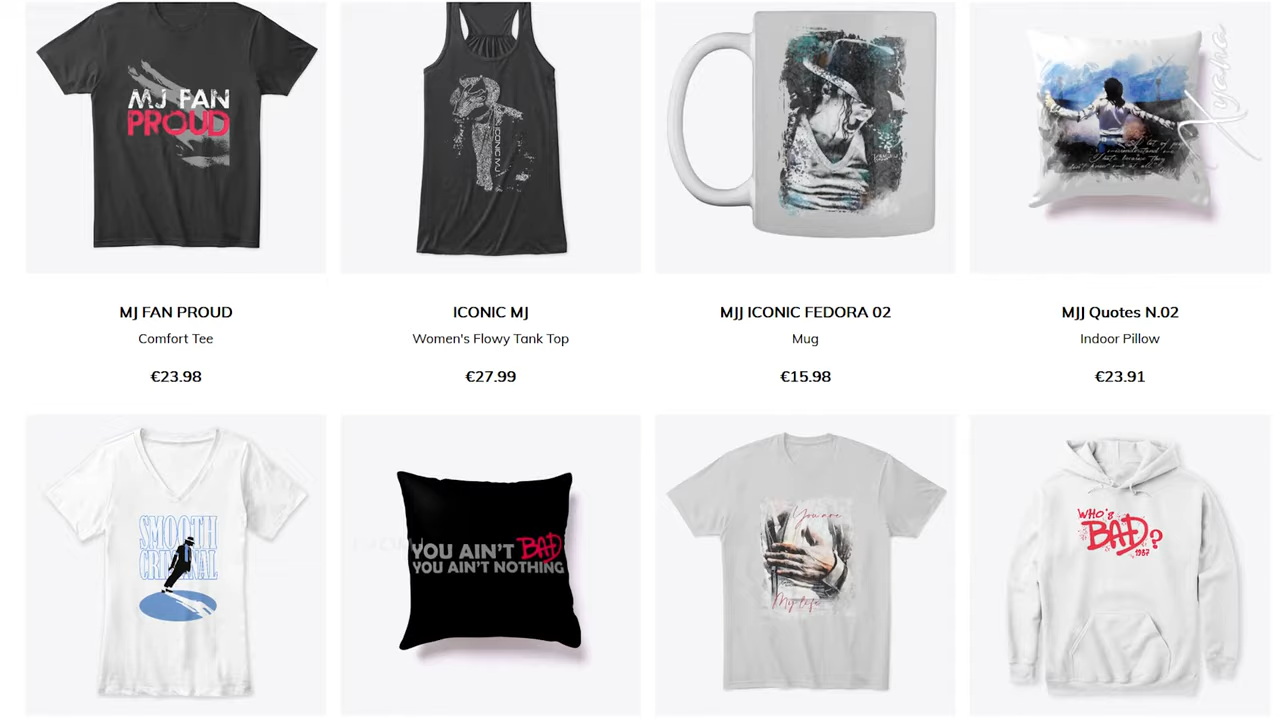 MJ FAN
PROUD
ICONIC MJ
MJ FAN PROUD
Comfort Tee
€23.98
ICONIC MJ
Women's Flowy Tank Top
€27.99
MJJ ICONIC FEDORA 02
Mug
€15.98
MJJ Quotes N.02
Indoor Pillow
€23.91
SMOOTH
CRIMINAL
YOU AIN'T BAD
YOU AIN'T NOTHING
You are
My life
WHO'S
BAD?
1987